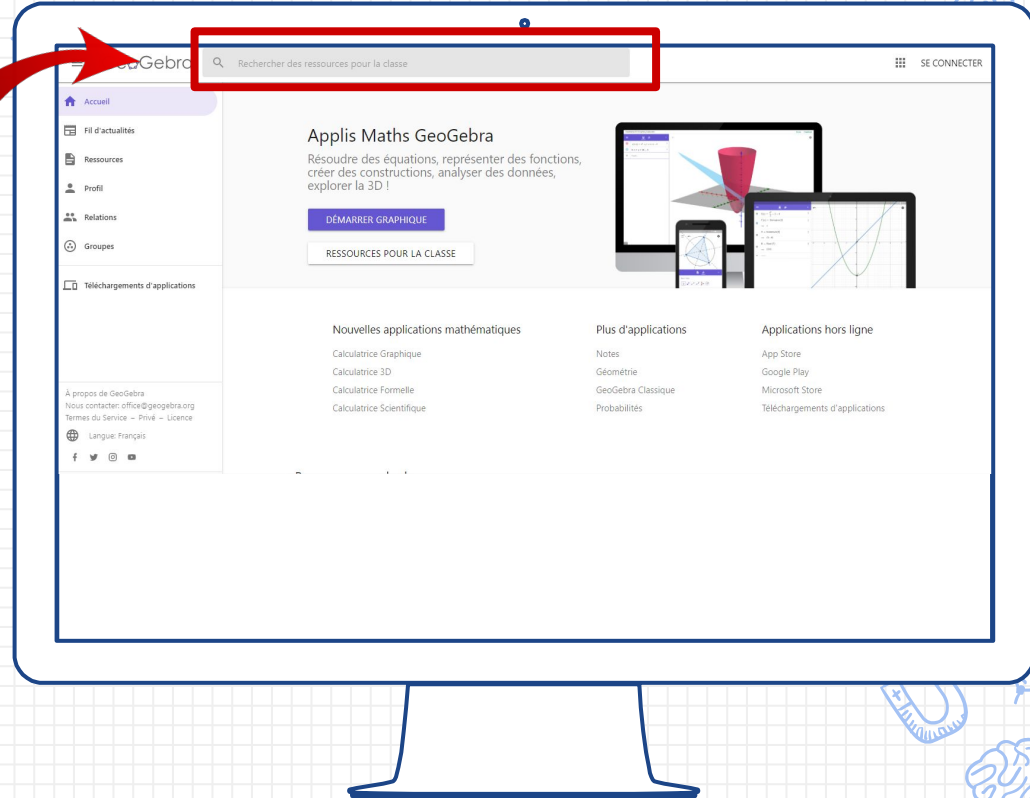 Gebra
Rechercher des ressources pour la classe
SE CONNECTER
Accueil
Fil d'actualités
Ressources
Profil
Relations
Groupes
Téléchargements d'applications
À propos de GeoGebra
Nous contacter: office@geogebra.org
Termes du Service – Privé – Licence
Langue: Français
Applis Maths GeoGebra
Résoudre des équations, représenter des fonctions,
créer des constructions, analyser des données,
explorer la 3D !
DÉMARRER GRAPHIQUE
RESSOURCES POUR LA CLASSE
Nouvelles applications mathématiques
Calculatrice Graphique
Calculatrice 3D
Calculatrice Formelle
Calculatrice Scientifique
Plus d'applications
Notes
Géométrie
GeoGebra Classique
Probabilités
Applications hors ligne
App Store
Google Play
Microsoft Store
Téléchargements d'applications